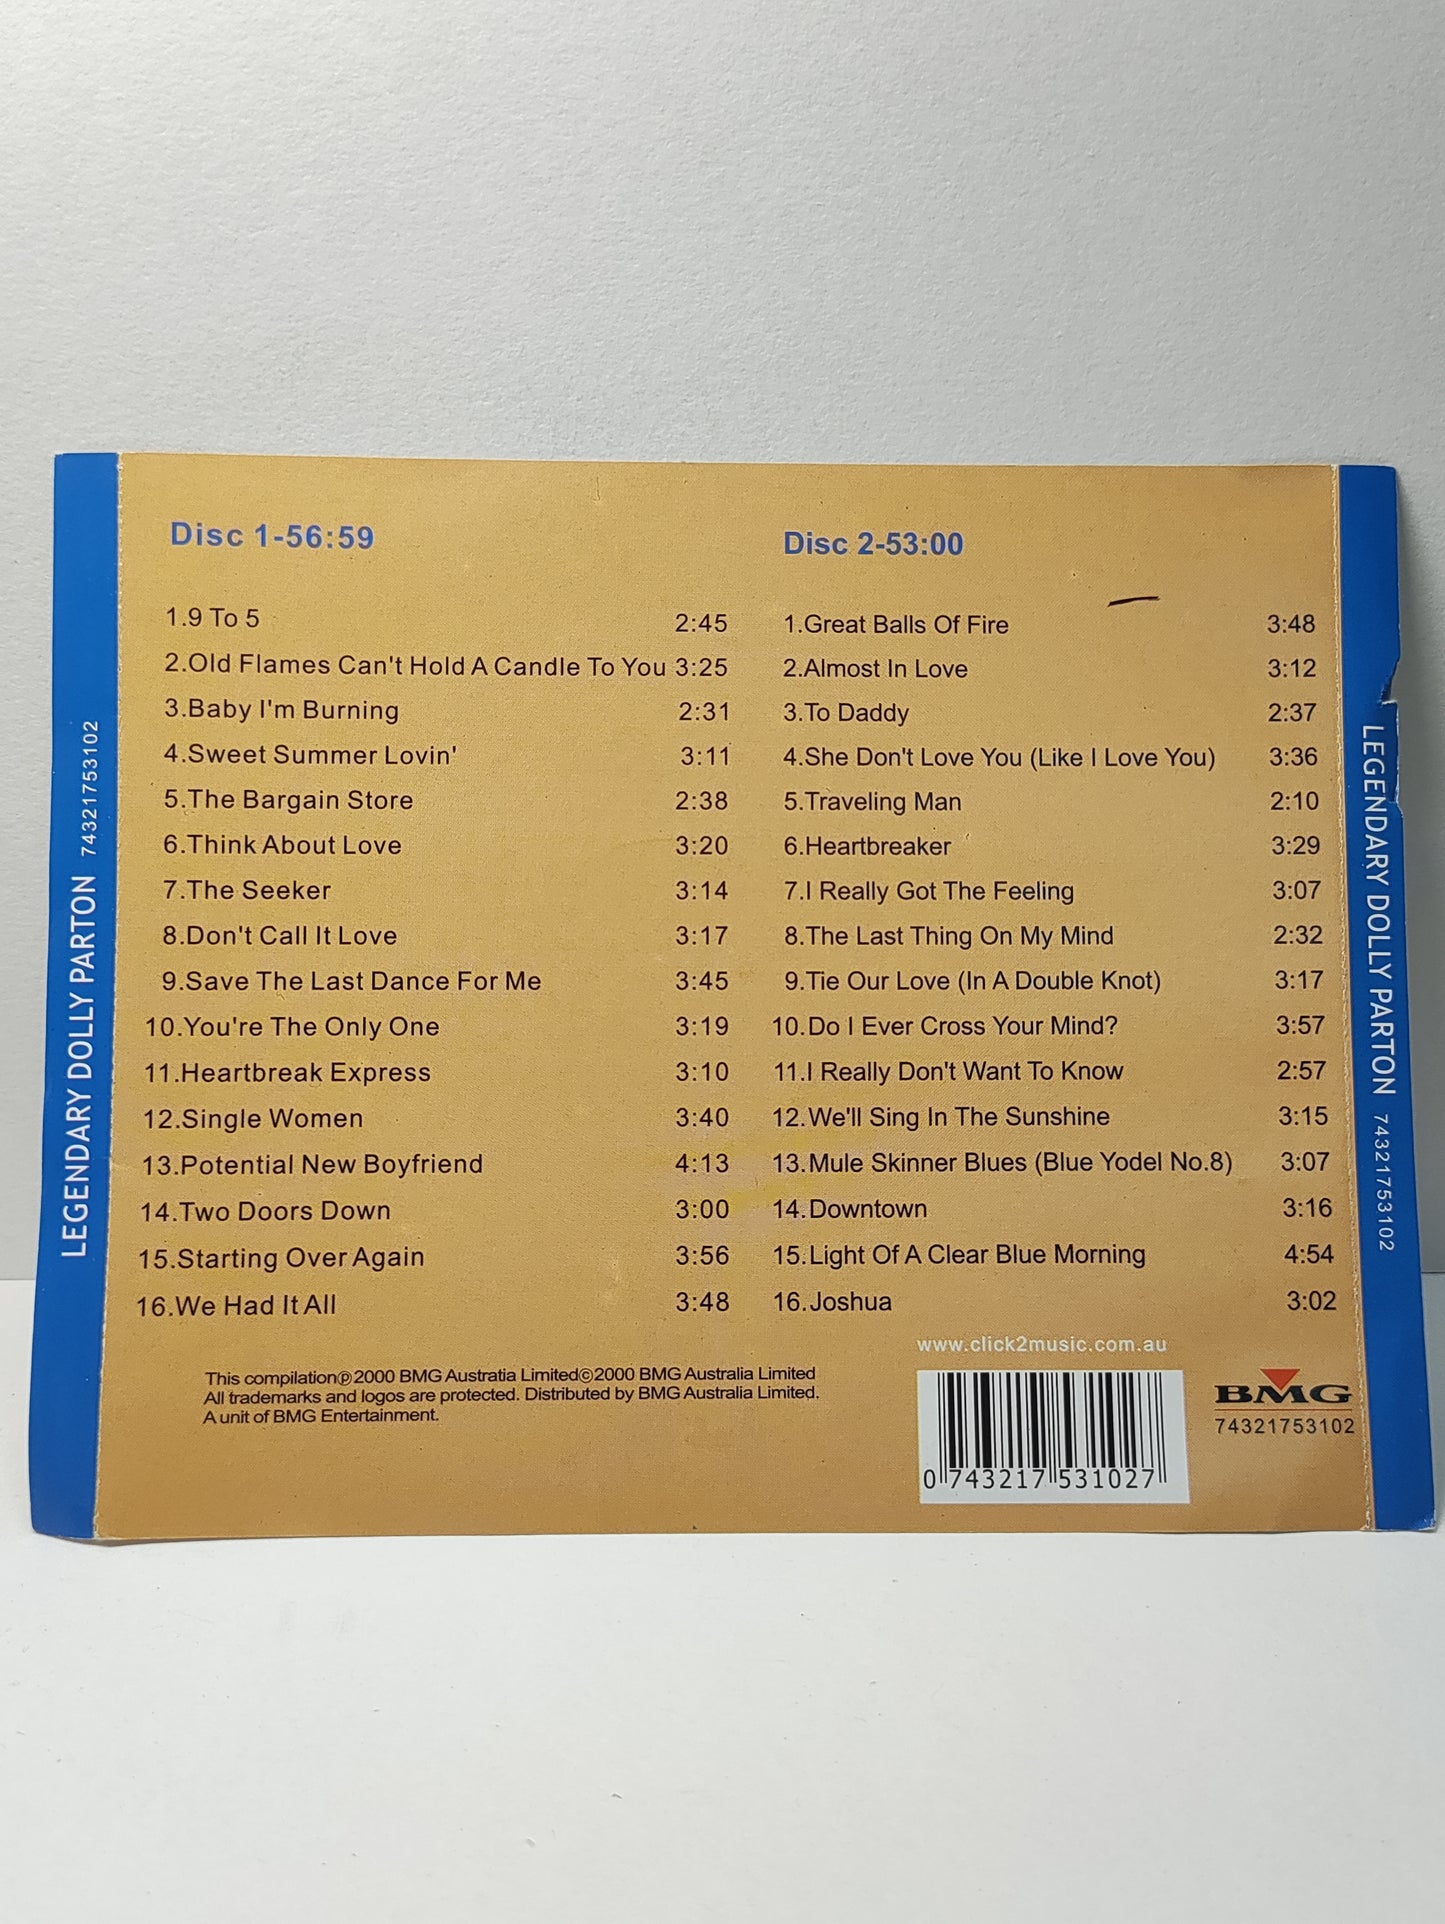 Disc 1-56:59
1.9 To 5 2:45
2.Old Flames Can't Hold A Candle To You 3:25
3.Baby I'm Burning 2:31
4.Sweet Summer Lovin' 3:11
5.The Bargain Store 2:38
6.Think About Love 3:20
7.The Seeker 3:14
8.Don't Call It Love 3:17
9.Save The Last Dance For Me 3:45
10.You're The Only One 3:19
11.Heartbreak Express 3:10
12.Single Women 3:40
13.Potential New Boyfriend 4:13
14.Two Doors Down 3:00
15.Starting Over Again 3:56
16.We Had It All 3:48
Disc 2-53:00
1.Great Balls Of Fire 3:48
2.Almost In Love 3:12
3.To Daddy 2:37
4.She Don't Love You (Like I Love You) 3:36
5.Traveling Man 2:10
6.Heartbreaker 3:29
7.I Really Got The Feeling 3:07
8.The Last Thing On My Mind 2:32
9.Tie Our Love (In A Double Knot) 3:17
10.Do I Ever Cross Your Mind? 3:57
11.I Really Don't Want To Know 2:57
12.We'll Sing In The Sunshine 3:15
13.Mule Skinner Blues (Blue Yodel No.8) 3:07
14.Downtown 3:16
15.Light Of A Clear Blue Morning 4:54
16.Joshua 3:02
www.click2music.com.au
This compilation℗2000 BMG Austratia Limited©2000 BMG Australia Limited
All trademarks and logos are protected. Distributed by BMG Australia Limited.
A unit of BMG Entertainment.
0 743217 531027
BMG
74321753102
LEGENDARY DOLLY PARTON 74321753102
LEGENDARY DOLLY PARTON 74321753102